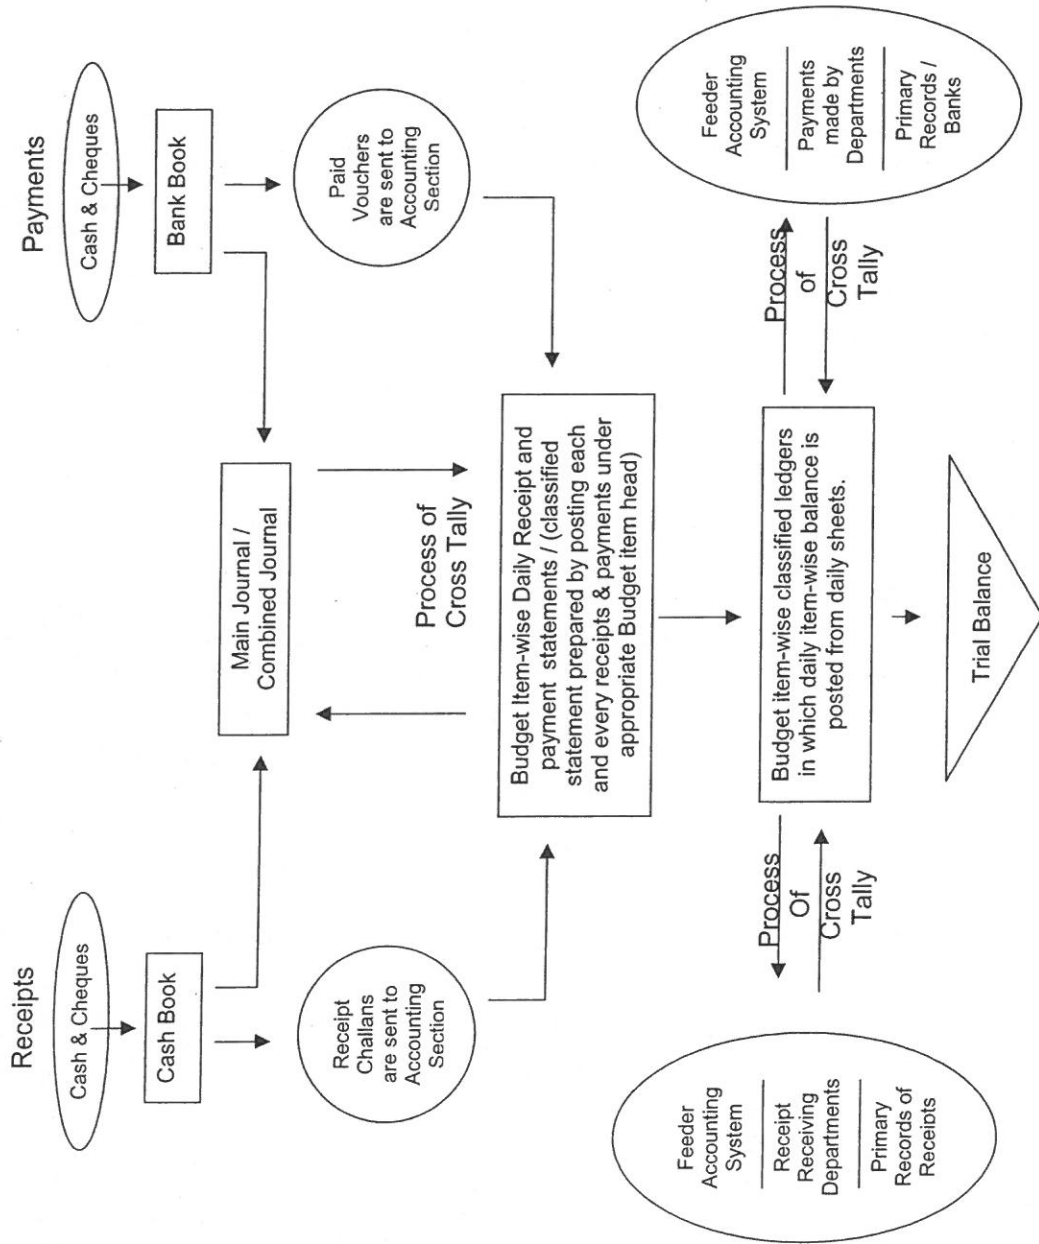 Receipts
Payments
Cash & Cheques
Cash & Cheques
Cash Book
Bank Book
Main Journal /
Combined Journal
Receipt
Challans
are sent to
Accounting
Section
Paid
Vouchers
are sent to
Accounting
Section
Process of
Cross Tally
Budget Item-wise Daily Receipt and
payment statements / (classified
statement prepared by posting each
and every receipts & payments under
appropriate Budget item head)
Feeder
Accounting
System
Receipt
Receiving
Departments
Primary
Records of
Receipts
Process
Of
Cross
Tally
Budget item-wise classified ledgers
in which daily item-wise balance is
posted from daily sheets.
Process
of
Cross
Tally
Feeder
Accounting
System
Payments
made by
Departments
Primary
Records /
Banks
Trial Balance